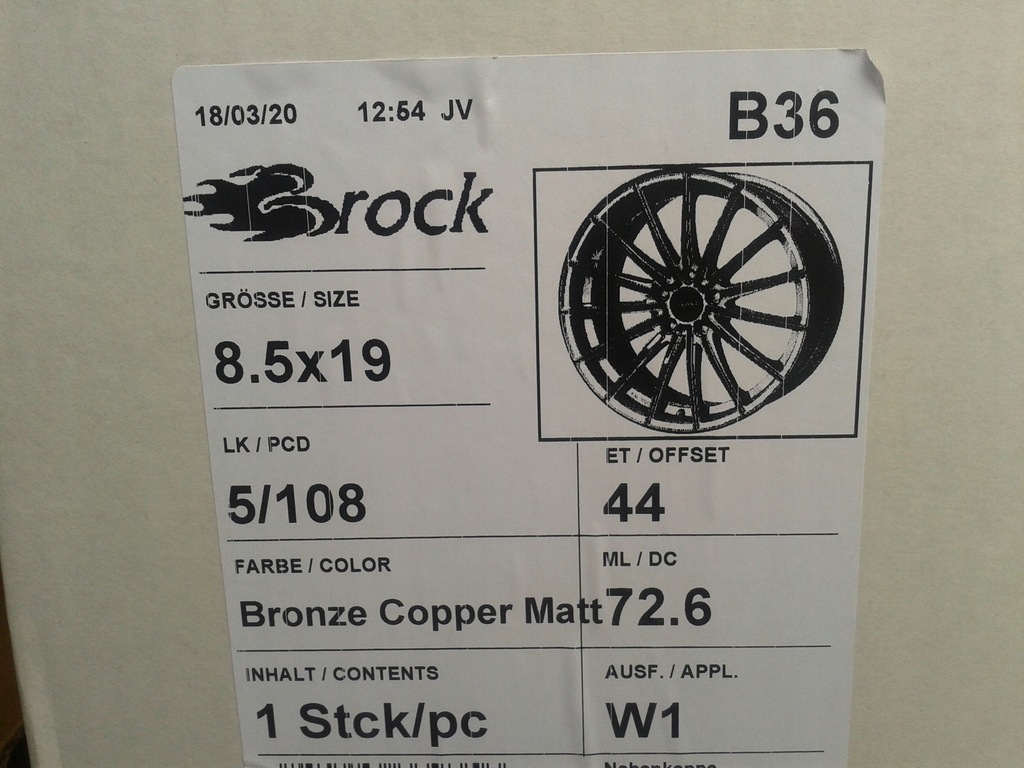 18/03/20 12:54 JV B36
Brock
GRÖSSE / SIZE
8.5x19
LK / PCD ET / OFFSET
5/108 44
FARBE / COLOR ML / DC
Bronze Copper Matt 72.6
INHALT / CONTENTS AUSF. / APPL.
1 Stck/pc W1
Nabenkappe